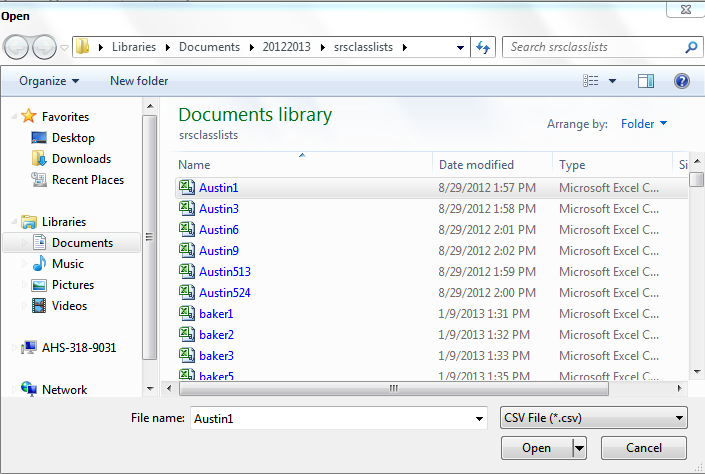 Open
Libraries Documents 20122013 srsclasslists Search srsclasslists
Organize New folder
Favorites
Desktop
Downloads
Recent Places
Libraries
Documents
Music
Pictures
Videos
AHS-318-9031
Network
Documents library
srsclasslists
Arrange by: Folder
Name Date modified Type Si
Austin1 8/29/2012 1:57 PM Microsoft Excel C...
Austin3 8/29/2012 1:58 PM Microsoft Excel C...
Austin6 8/29/2012 2:01 PM Microsoft Excel C...
Austin9 8/29/2012 2:02 PM Microsoft Excel C...
Austin513 8/29/2012 1:59 PM Microsoft Excel C...
Austin524 8/29/2012 2:00 PM Microsoft Excel C...
baker1 1/9/2013 1:31 PM Microsoft Excel C...
baker2 1/9/2013 1:32 PM Microsoft Excel C...
baker3 1/9/2013 1:33 PM Microsoft Excel C...
baker5 1/9/2013 1:35 PM Microsoft Excel C...
File name: Austin1 CSV File (*.csv)
Open Cancel